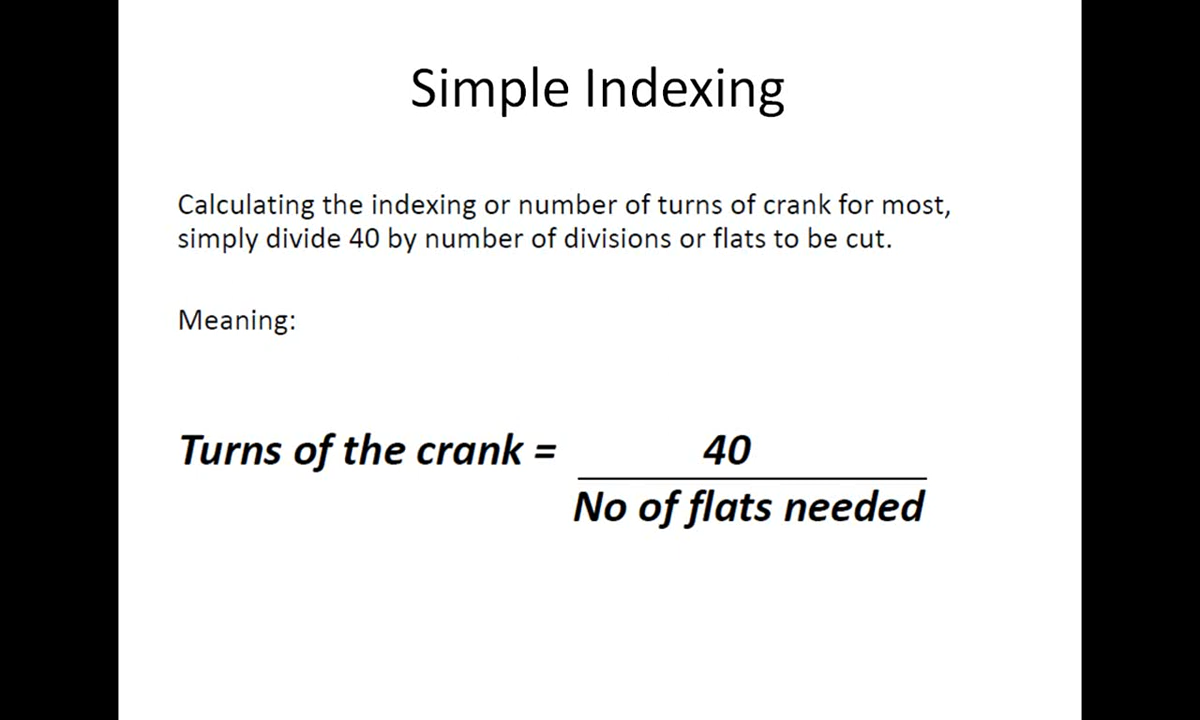 Simple Indexing
Calculating the indexing or number of turns of crank for most,
simply divide 40 by number of divisions or flats to be cut.
Meaning:
Turns of the crank = 40
No of flats needed